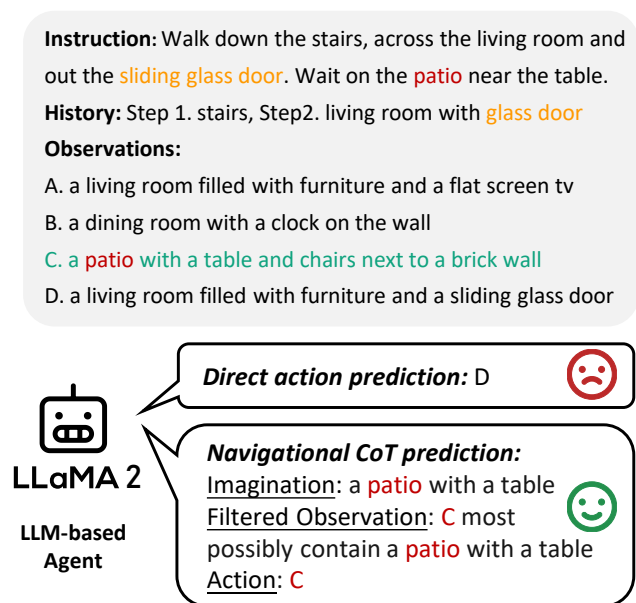 Instruction: Walk down the stairs, across the living room and
out the sliding glass door. Wait on the patio near the table.
History: Step 1. stairs, Step2. living room with glass door
Observations:
A. a living room filled with furniture and a flat screen tv
B. a dining room with a clock on the wall
C. a patio with a table and chairs next to a brick wall
D. a living room filled with furniture and a sliding glass door
Direct action prediction: D
LLaMA 2
LLM-based
Agent
Navigational CoT prediction:
Imagination: a patio with a table
Filtered Observation: C most
possibly contain a patio with a table
Action: C